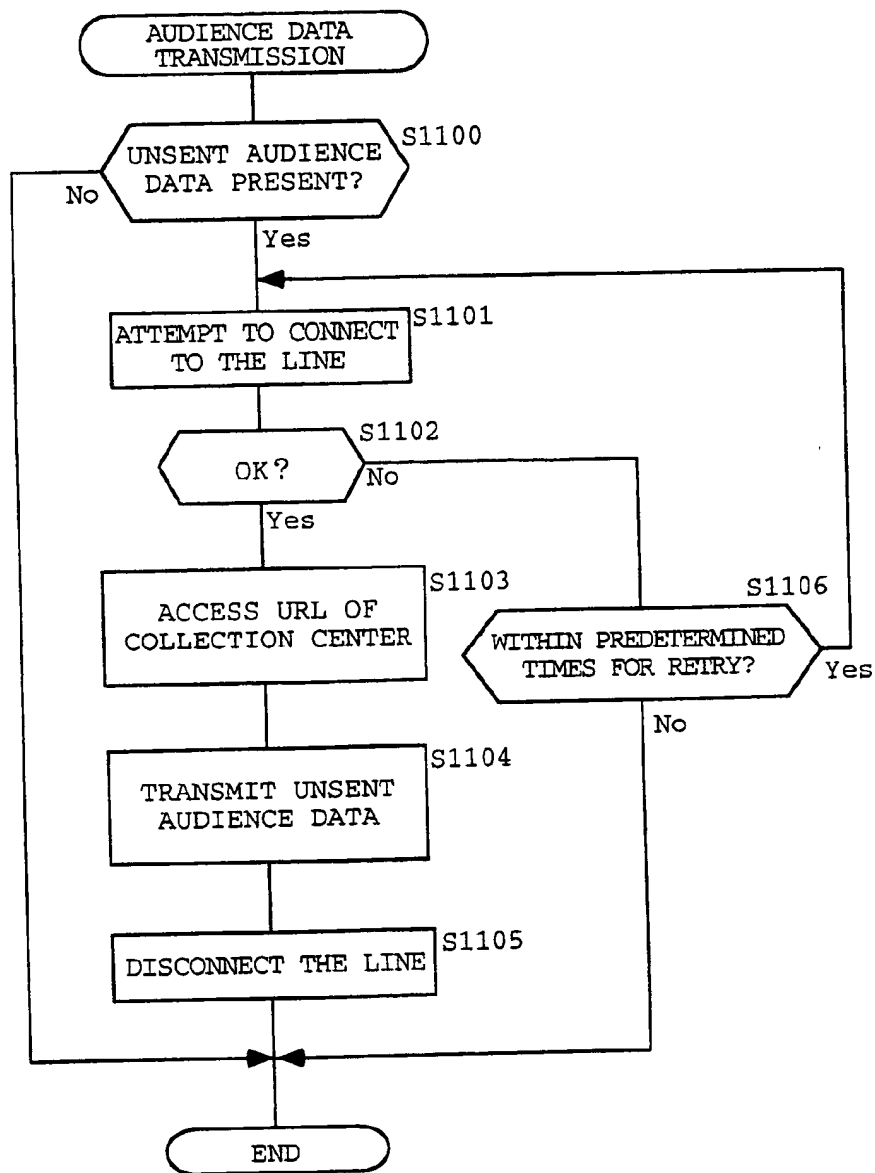 AUDIENCE DATA
TRANSMISSION
S1100
UNSENT AUDIENCE
DATA PRESENT?
No
Yes
S1101
ATTEMPT TO CONNECT
TO THE LINE
S1102
OK?
No
Yes
S1103
ACCESS URL OF
COLLECTION CENTER
S1106
WITHIN PREDETERMINED
TIMES FOR RETRY?
Yes
No
S1104
TRANSMIT UNSENT
AUDIENCE DATA
S1105
DISCONNECT THE LINE
END